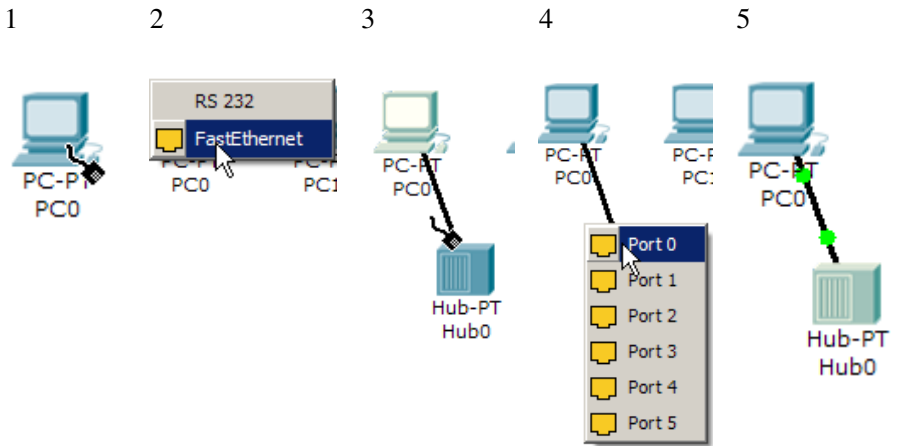 1 2 3 4 5
PC-PT
PC0
RS 232
FastEthernet
PC0
PC1
PC-PT
PC0
Hub-PT
Hub0
PC-PT
PC0
Port 0
Port 1
Port 2
Port 3
Port 4
Port 5
PC-PT
PC0
Hub-PT
Hub0